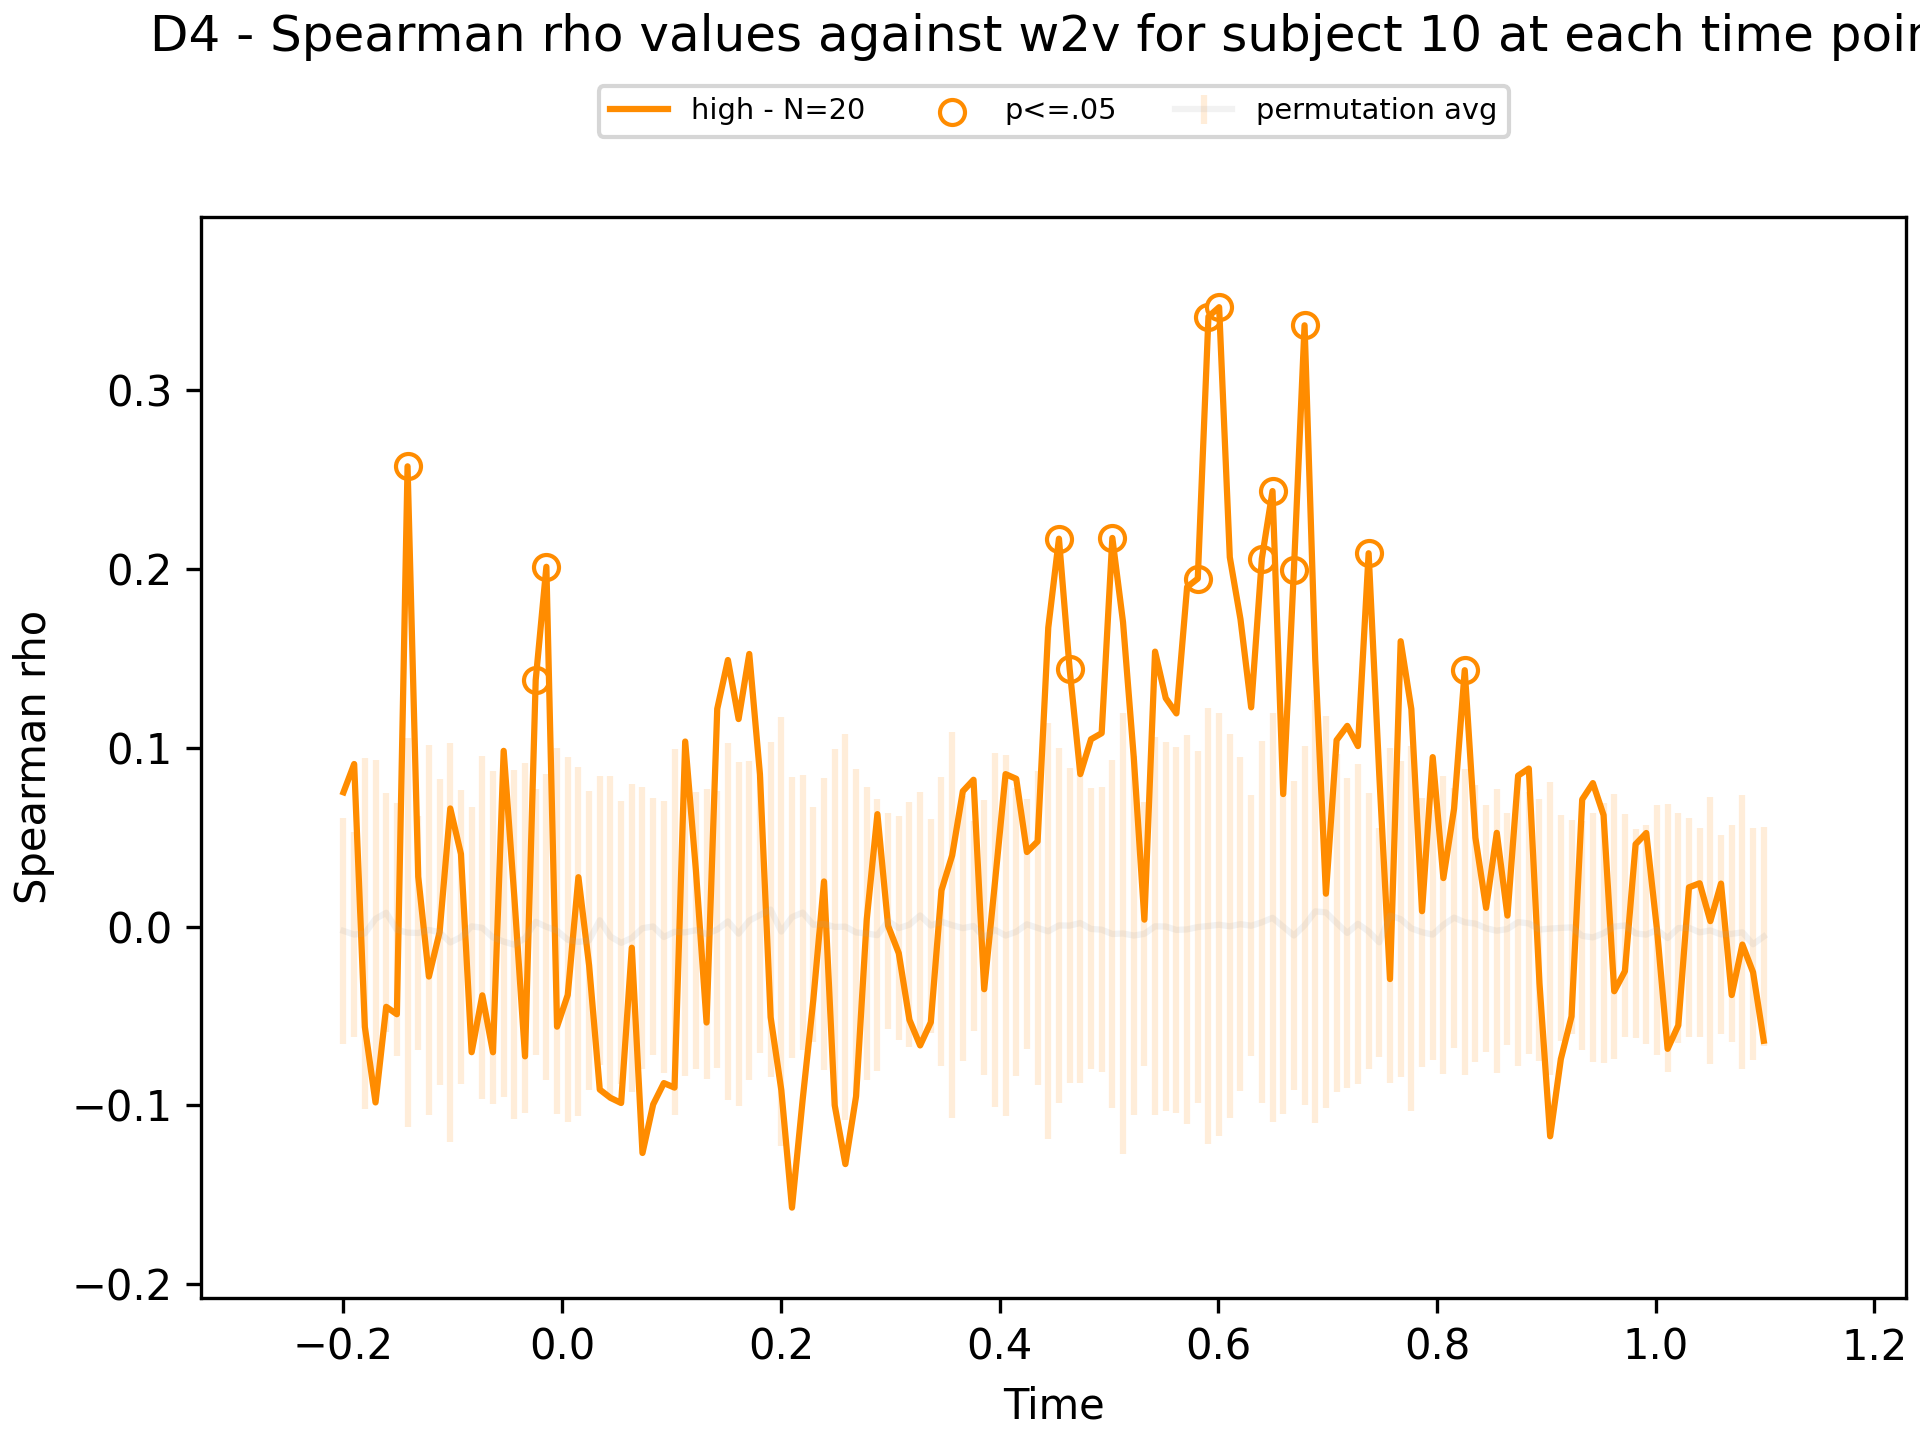 D4 - Spearman rho values against w2v for subject 10 at each time poi
high - N=20 p<=.05 permutation avg
Spearman rho
0.3
0.2
0.1
0.0
−0.1
−0.2
−0.2 0.0 0.2 0.4 0.6 0.8 1.0 1.2
Time